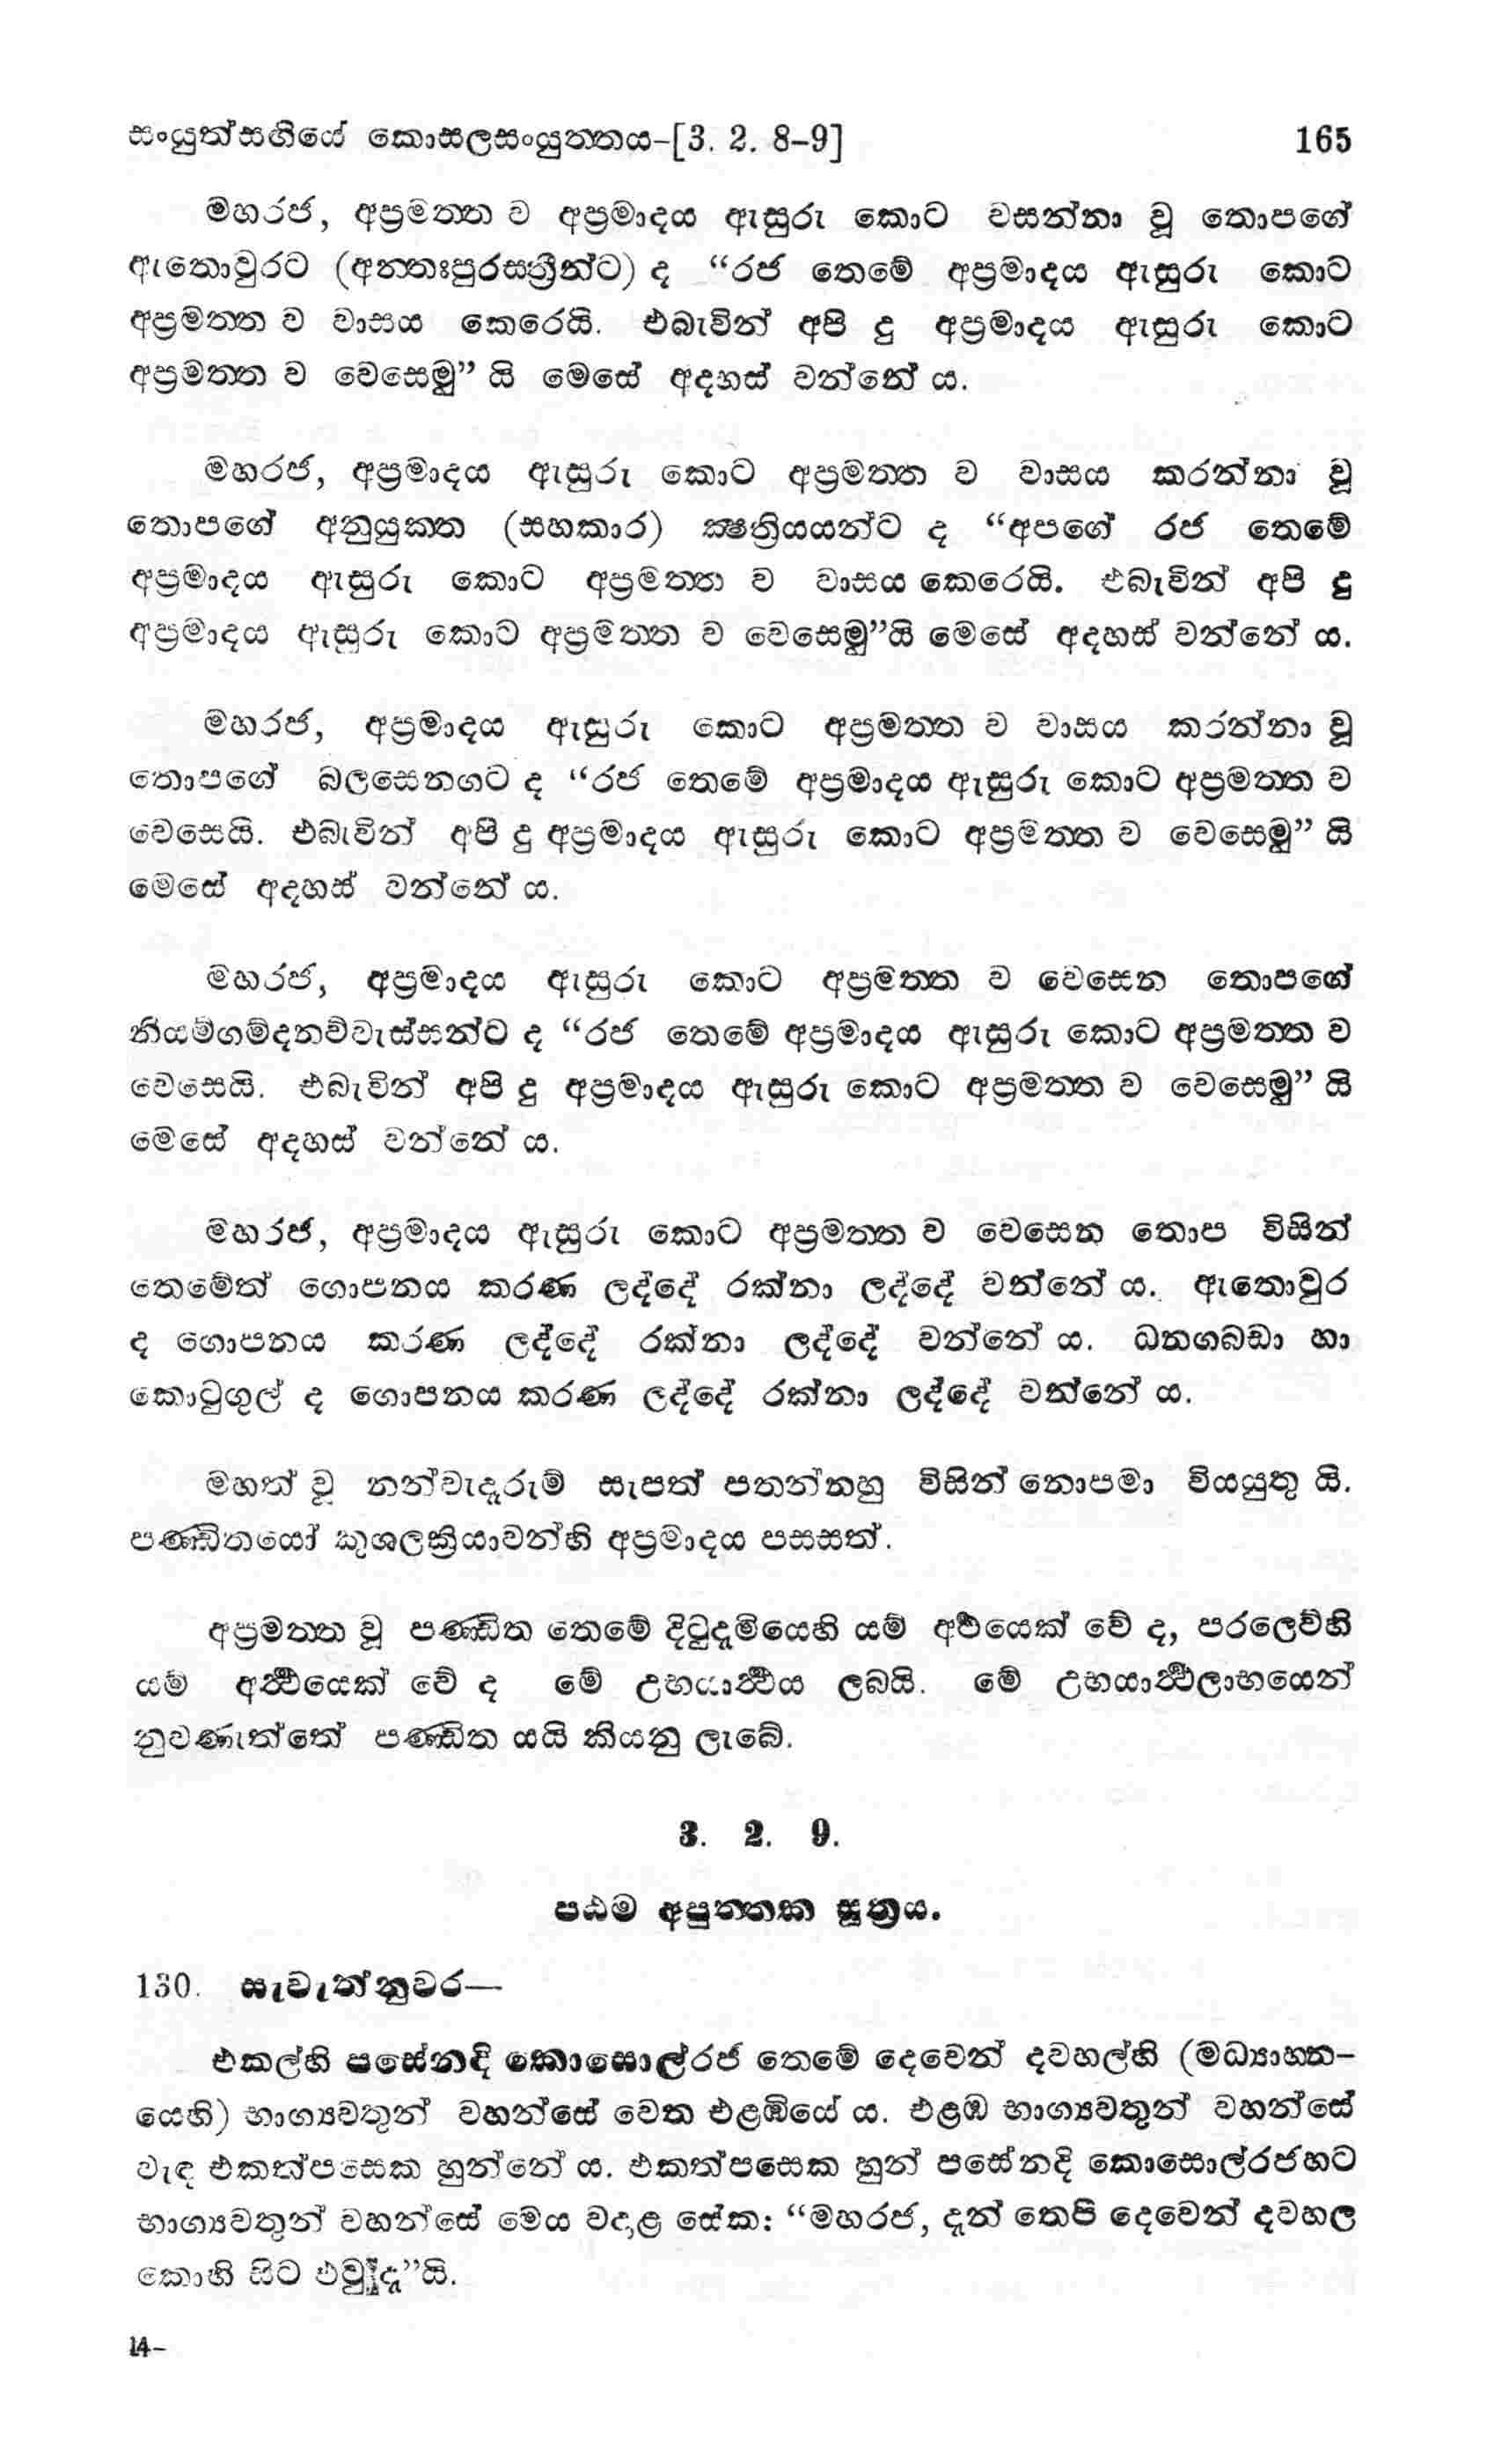 සංයුත්සඟියේ කොසලසංයුත්තය-[3. 2. 8-9] 165
මහරජ, අප්‍රමත්ත ව අප්‍රමාදය ඇසුරු කොට වසන්නා වූ තොපගේ
ඇතොවුරට (අන්තඃපුරස්ත්‍රීන්ට) ද “රජ තෙමේ අප්‍රමාදය ඇසුරු කොට
අප්‍රමත්ත ව වාසය කෙරෙයි. එබැවින් අපි දු අප්‍රමාදය ඇසුරු කොට
අප්‍රමත්ත ව වෙසෙමු” යි මෙසේ අදහස් වන්නේ ය.
මහරජ, අප්‍රමාදය ඇසුරු කොට අප්‍රමත්ත ව වාසය කරන්නා වූ
තොපගේ අනුයුක්ත (සහකාර) ක්‍ෂත්‍රියයන්ට ද “අපගේ රජ තෙමේ
අප්‍රමාදය ඇසුරු කොට අප්‍රමත්ත ව වාසය කෙරෙයි. එබැවින් අපි දු
අප්‍රමාදය ඇසුරු කොට අප්‍රමත්ත ව වෙසෙමු”යි මෙසේ අදහස් වන්නේ ය.
මහරජ, අප්‍රමාදය ඇසුරු කොට අප්‍රමත්ත ව වාසය කරන්නා වූ
තොපගේ බලසෙනගට ද “රජ තෙමේ අප්‍රමාදය ඇසුරු කොට අප්‍රමත්ත ව
වෙසෙයි. එබැවින් අපි දු අප්‍රමාදය ඇසුරු කොට අප්‍රමත්ත ව වෙසෙමු” යි
මෙසේ අදහස් වන්නේ ය.
මහරජ, අප්‍රමාදය ඇසුරු කොට අප්‍රමත්ත ව වෙසෙන තොපගේ
නියම්ගම්දනව්වැස්සන්ට ද “රජ තෙමේ අප්‍රමාදය ඇසුරු කොට අප්‍රමත්ත ව
වෙසෙයි. එබැවින් අපි දු අප්‍රමාදය ඇසුරු කොට අප්‍රමත්ත ව වෙසෙමු” යි
මෙසේ අදහස් වන්නේ ය.
මහරජ, අප්‍රමාදය ඇසුරු කොට අප්‍රමත්ත ව වෙසෙන තොප විසින්
තෙමේත් ගොපනය කරණ ලද්දේ රක්නා ලද්දේ වන්නේ ය. ඇතොවුර
ද ගොපනය කරණ ලද්දේ රක්නා ලද්දේ වන්නේ ය. ධනගබඩා හා
කොටුගුල් ද ගොපනය කරණ ලද්දේ රක්නා ලද්දේ වන්නේ ය.
මහත් වූ නන්වැදෑරුම් සැපත් පතන්නහු විසින් නොපමා වියයුතු යි.
පණ්ඩිතයෝ කුශලක්‍රියාවන්හි අප්‍රමාදය පසසත්.
අප්‍රමත්ත වූ පණ්ඩිත තෙමේ දිටුදැමියෙහි යම් අර්‍ථයෙක් වේ ද, පරලෙව්හි
යම් අර්‍ථයෙක් වේ ද මේ උභයාර්‍ථය ලබයි. මේ උභයාර්‍ථලාභයෙන්
නුවණැත්තේ පණ්ඩිත යයි කියනු ලැබේ.
3. 2. 9.
පඨම අපුත්තක සූත්‍රය.
130. සැවැත්නුවර—
එකල්හි පසේනදි කොසොල්රජ තෙමේ දෙවෙන් දවහල්හි (මධ්‍යාහ්න-
යෙහි) භාග්‍යවතුන් වහන්සේ වෙත එළඹියේ ය. එළඹ භාග්‍යවතුන් වහන්සේ
වැඳ එකත්පසෙක හුන්නේ ය. එකත්පසෙක හුන් පසේනදි කොසොල්රජහට
භාග්‍යවතුන් වහන්සේ මෙය වදාළ සේක: “මහරජ, දැන් තෙපි දෙවෙන් දවහල
කොහි සිට එවුදැ”යි.
14-